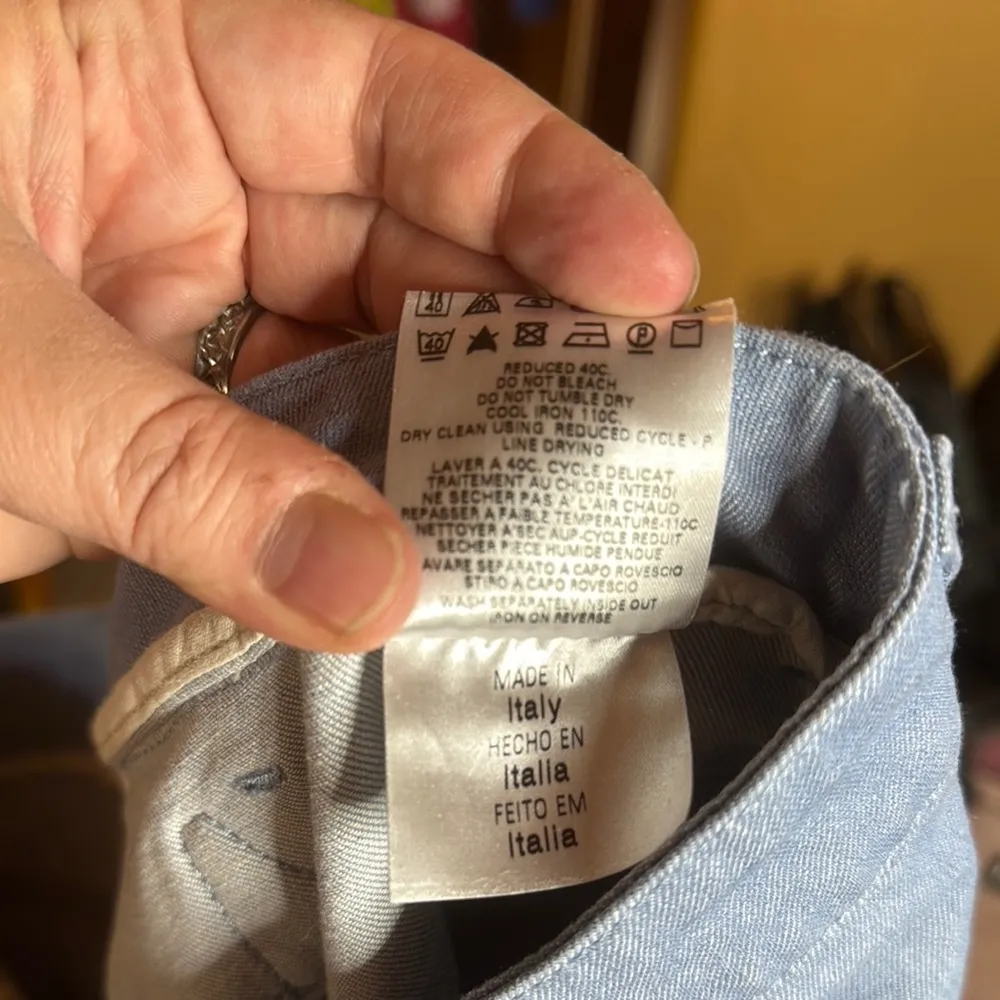 40
40 P
REDUCED 40C.
DO NOT BLEACH
DO NOT TUMBLE DRY
COOL IRON 110C.
DRY CLEAN USING REDUCED CYCLE - P
LINE DRYING
LAVER A 40C. CYCLE DELICAT
TRAITEMENT AU CHLORE INTERDI
NE SECHER PAS A'L'AIR CHAUD
REPASSER A FAIBLE TEMPERATURE-110C
NETTOYER A'SEC AUP-CYCLE REDUIT
SECHER PIECE HUMIDE PENDUE
AVARE SEPARATO A CAPO ROVESCIO
STIRO A CAPO ROVESCIO
WASH SEPARATELY INSIDE OUT
IRON ON REVERSE
MADE IN
Italy
HECHO EN
Italia
FEITO EM
Italia